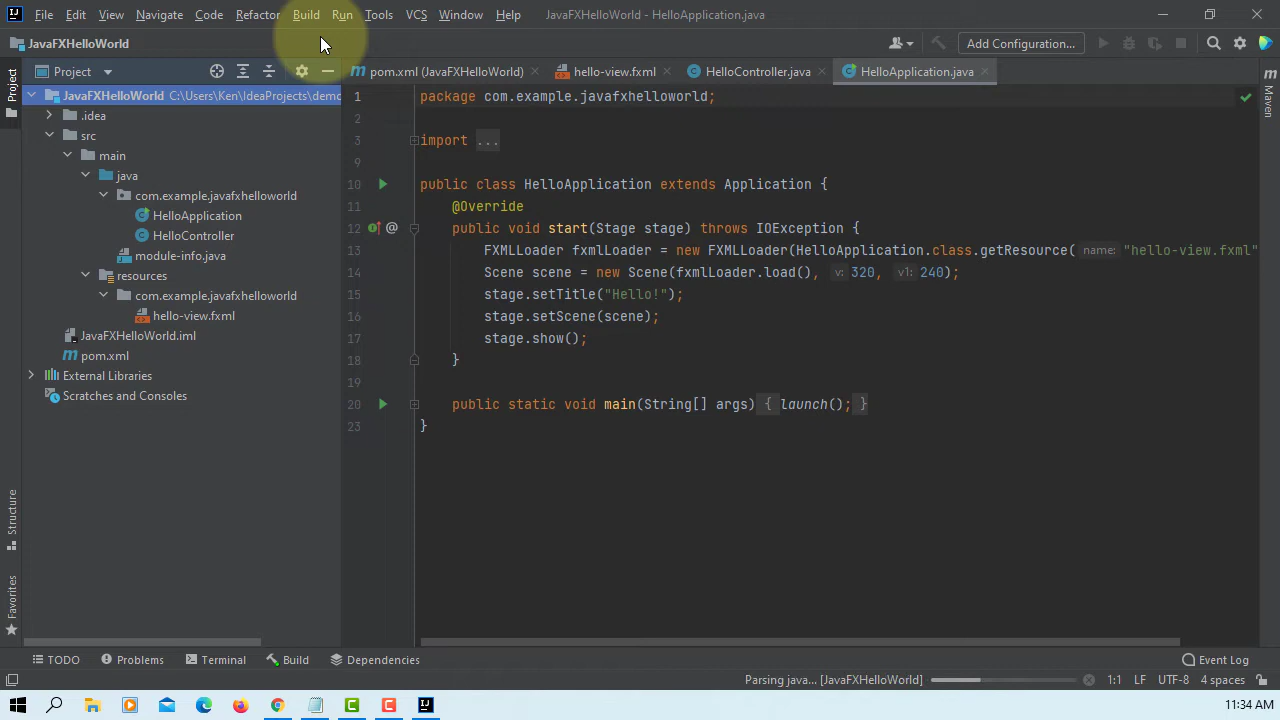 File Edit View Navigate Code Refactor Build Run Tools VCS Window Help JavaFXHelloWorld - HelloApplication.java
JavaFXHelloWorld Add Configuration...
Project pom.xml (JavaFXHelloWorld) hello-view.fxml HelloController.java HelloApplication.java
JavaFXHelloWorld C:\Users\Ken\IdeaProjects\demo
.idea
src
main
java
com.example.javafxhelloworld
HelloApplication
HelloController
module-info.java
resources
com.example.javafxhelloworld
hello-view.fxml
JavaFXHelloWorld.iml
pom.xml
External Libraries
Scratches and Consoles
1 package com.example.javafxhelloworld;
2
3 import ...
9
10 public class HelloApplication extends Application {
11 @Override
12 @ public void start(Stage stage) throws IOException {
13 FXMLLoader fxmlLoader = new FXMLLoader(HelloApplication.class.getResource( name: "hello-view.fxml"
14 Scene scene = new Scene(fxmlLoader.load(), v: 320, v1: 240);
15 stage.setTitle("Hello!");
16 stage.setScene(scene);
17 stage.show();
18 }
19
20 public static void main(String[] args) { launch(); }
23 }
Project
Structure
Favorites
Maven
TODO Problems Terminal Build Dependencies Event Log
Parsing java... [JavaFXHelloWorld] 1:1 LF UTF-8 4 spaces
11:34 AM